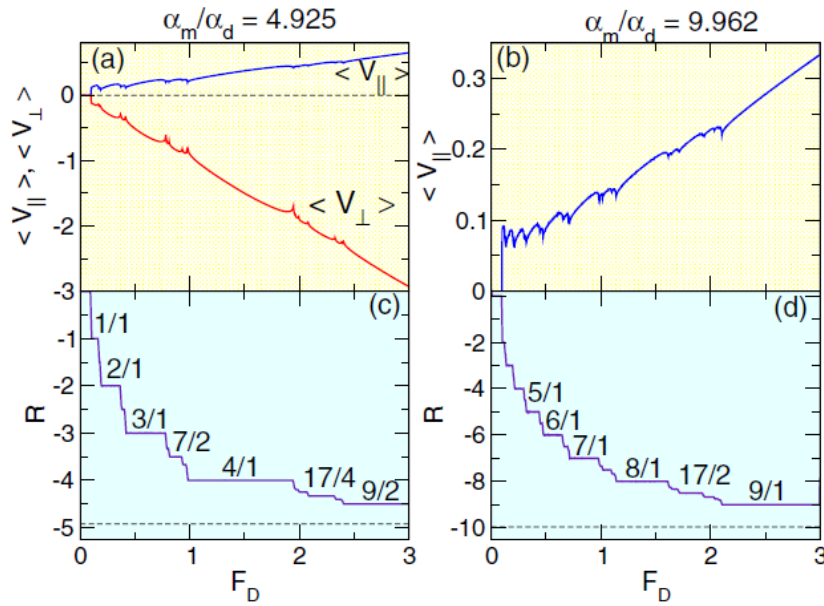 α_m/α_d = 4.925
α_m/α_d = 9.962
(a)
< V_|| >
< V_⊥ >
< V_|| >, < V_⊥ >
0
-1
-2
-3
(b)
< V_|| >
0.3
0.2
0.1
0
(c)
1/1
2/1
3/1
7/2
4/1
17/4
9/2
R
-1
-2
-3
-4
-5
0 1 2 3
F_D
(d)
5/1
6/1
7/1
8/1
17/2
9/1
R
-2
-4
-6
-8
-10
0 1 2 3
F_D